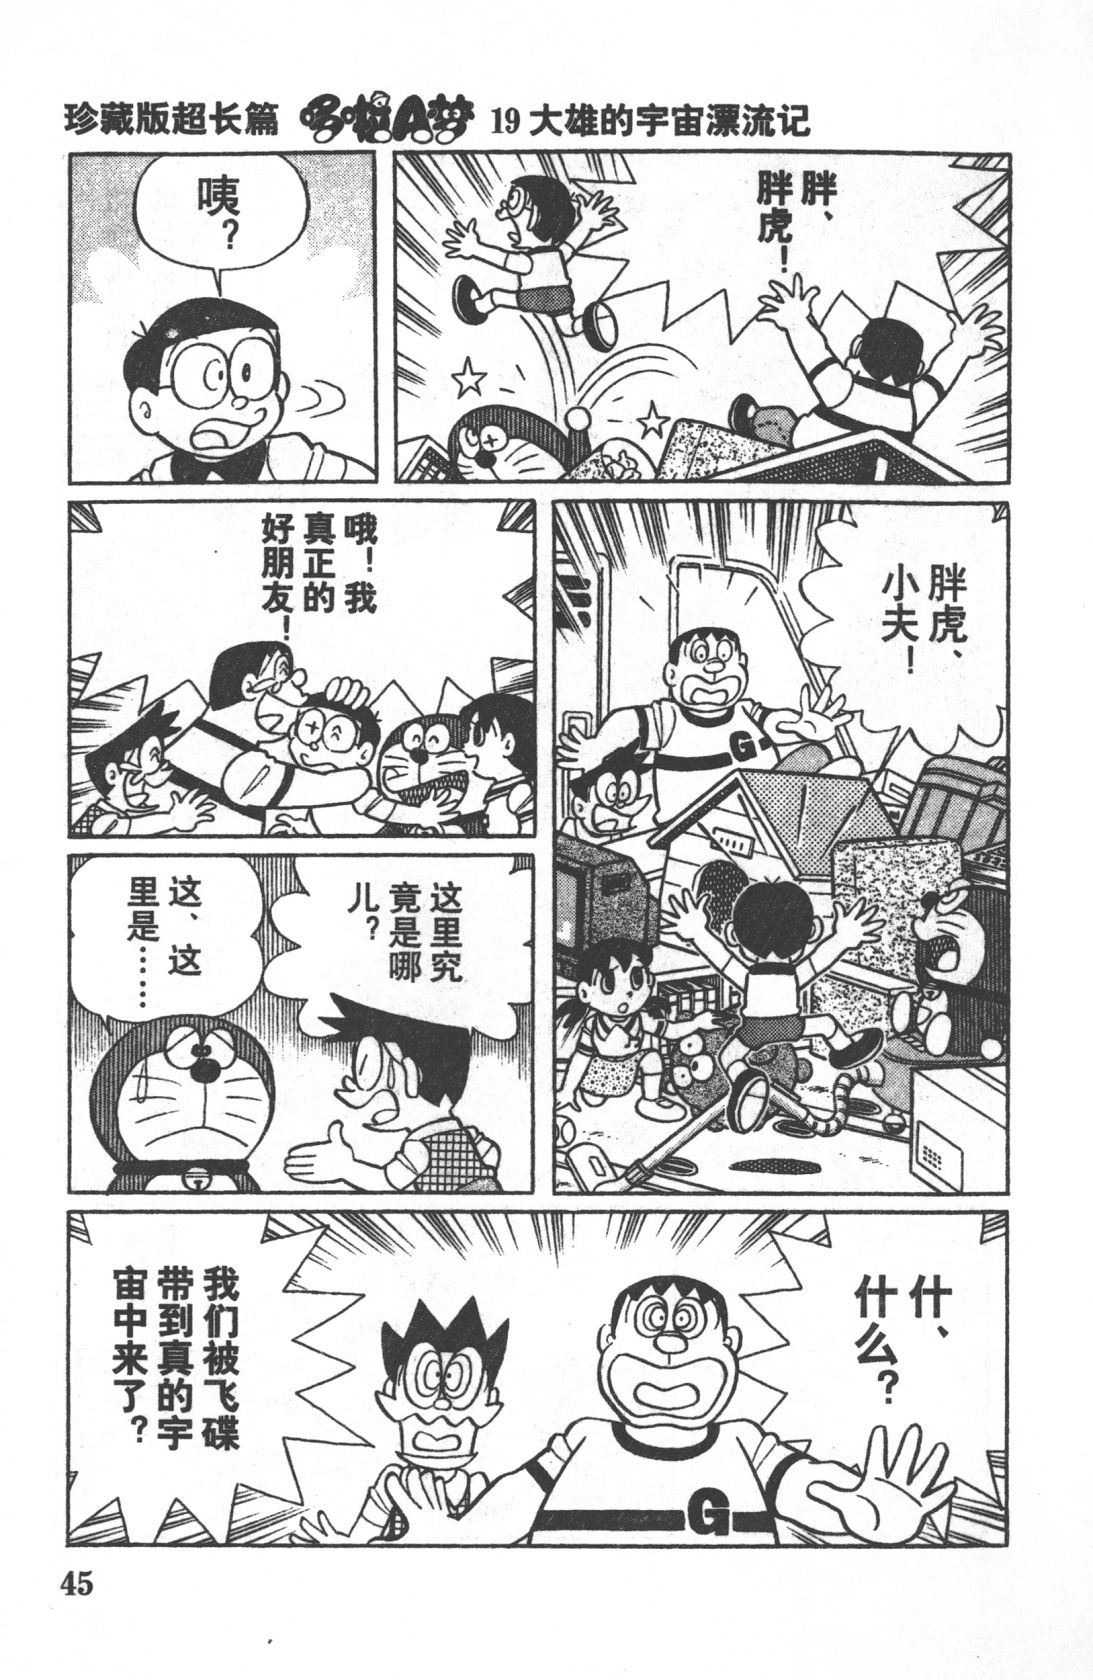 珍藏版超长篇 哆啦A梦 19 大雄的宇宙漂流记
胖、
胖虎！
咦？
胖虎、
小夫！
哦！我
真正的
好朋友！
这里究
竟是哪
儿？
这、这
里是……
什、
什么？
我们被飞碟
带到真的宇
宙中来了？
G
G
45